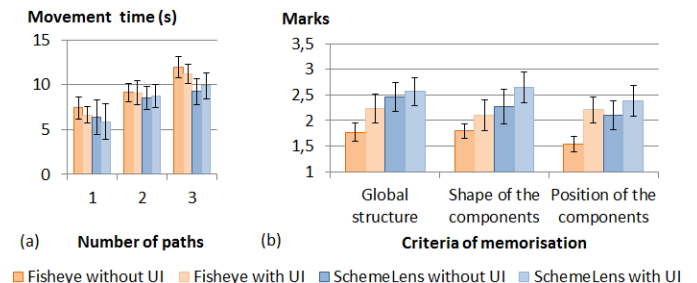 Movement time (s)
15
10
5
0
1 2 3
(a) Number of paths
Marks
3,5
3
2,5
2
1,5
1
Global structure
Shape of the components
Position of the components
(b) Criteria of memorisation
Fisheye without UI Fisheye with UI SchemeLens without UI SchemeLens with UI